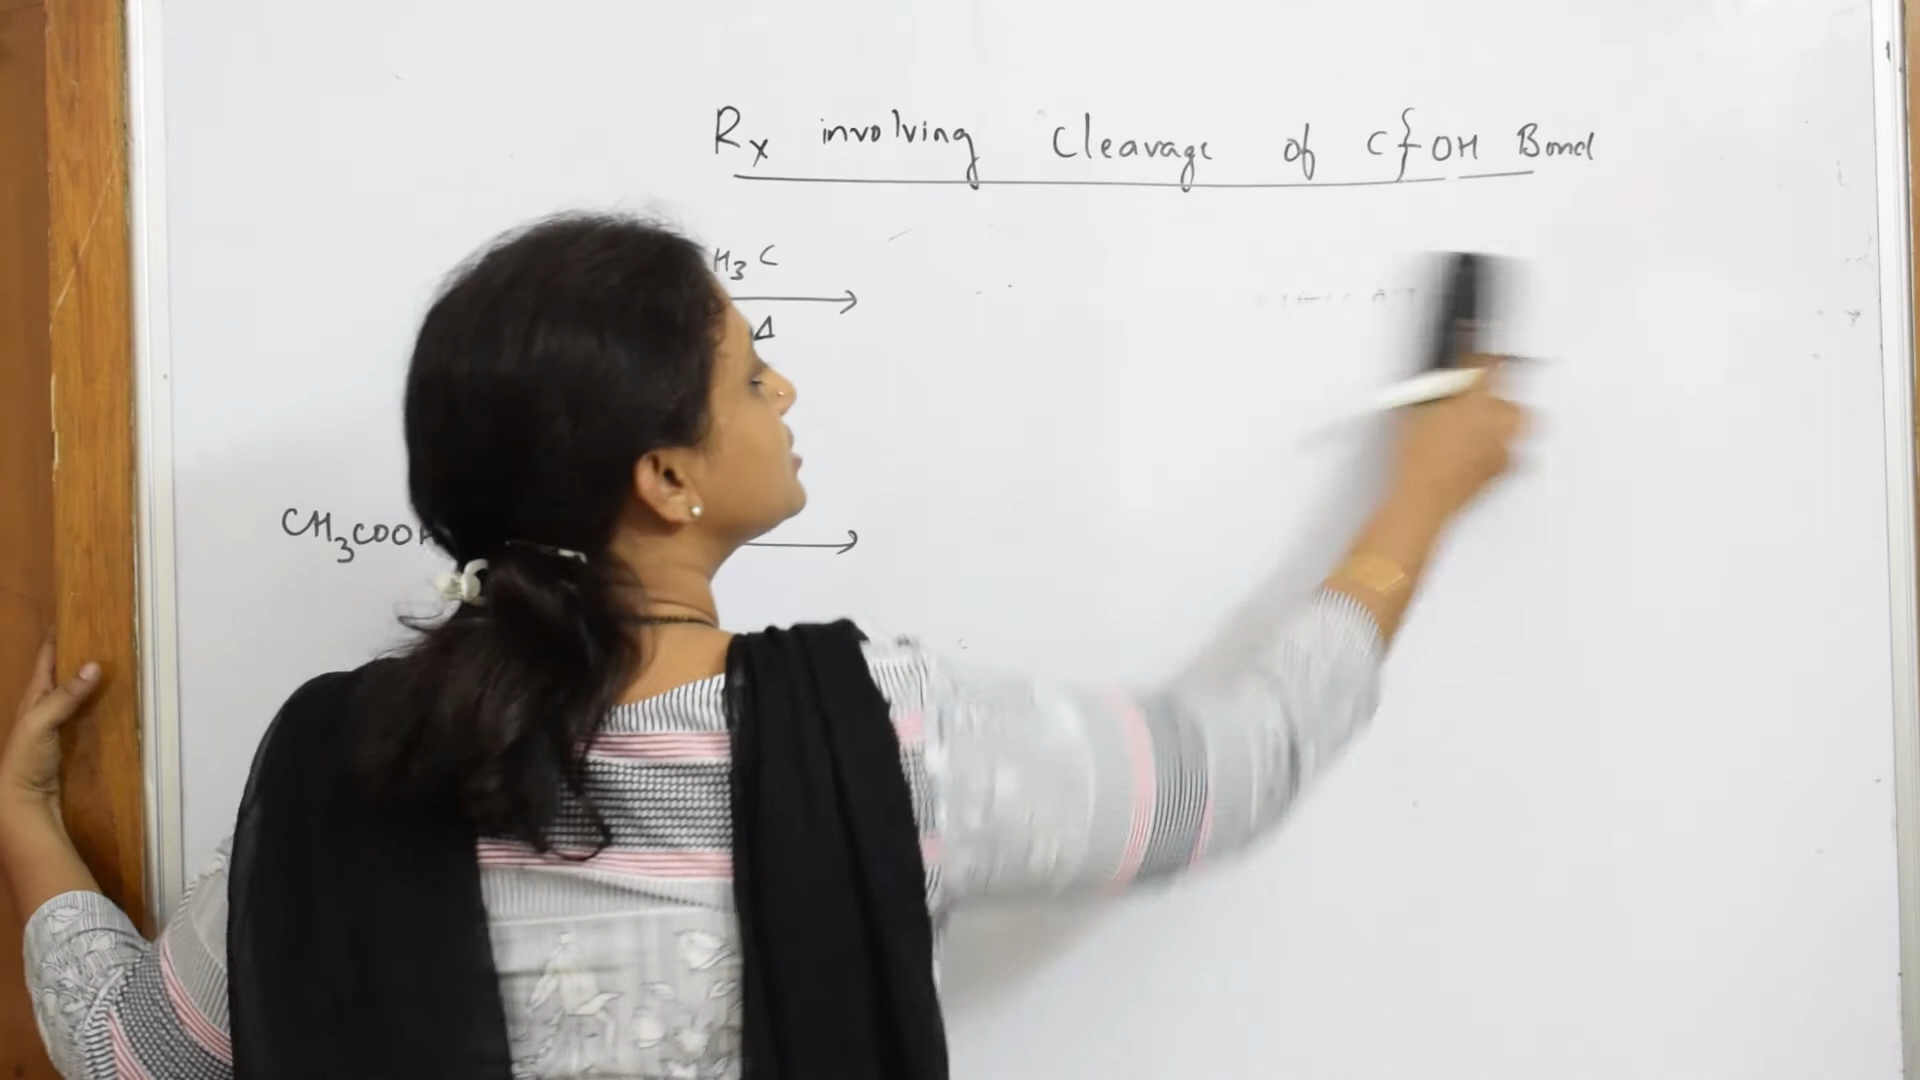 Rx involving Cleavage of C}-OH Bond
H3C
Δ
CH3COOH